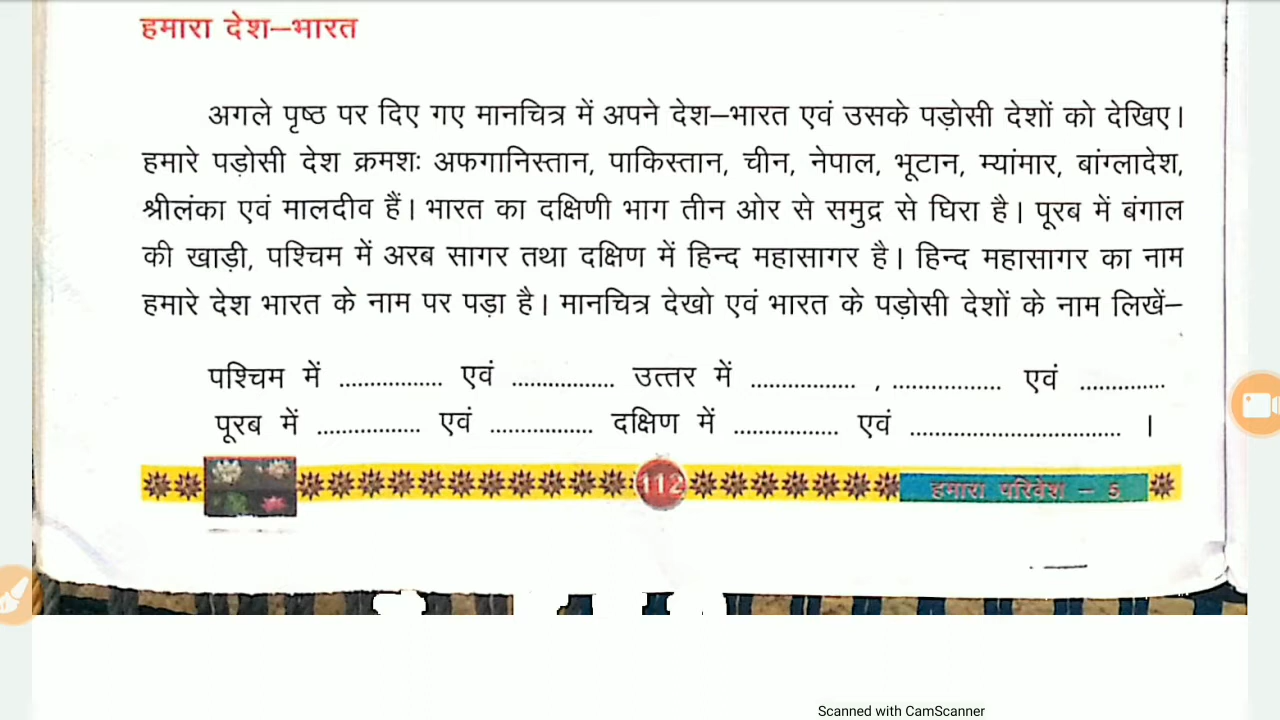 हमारा देश–भारत
अगले पृष्ठ पर दिए गए मानचित्र में अपने देश–भारत एवं उसके पड़ोसी देशों को देखिए।
हमारे पड़ोसी देश क्रमशः अफगानिस्तान, पाकिस्तान, चीन, नेपाल, भूटान, म्यांमार, बांग्लादेश,
श्रीलंका एवं मालदीव हैं। भारत का दक्षिणी भाग तीन ओर से समुद्र से घिरा है। पूरब में बंगाल
की खाड़ी, पश्चिम में अरब सागर तथा दक्षिण में हिन्द महासागर है। हिन्द महासागर का नाम
हमारे देश भारत के नाम पर पड़ा है। मानचित्र देखो एवं भारत के पड़ोसी देशों के नाम लिखें–
पश्चिम में ................. एवं ................. उत्तर में ................. , ................. एवं ..............
पूरब में ................. एवं ................. दक्षिण में ................. एवं ................................... ।
112
हमारा परिवेश – 5
Scanned with CamScanner